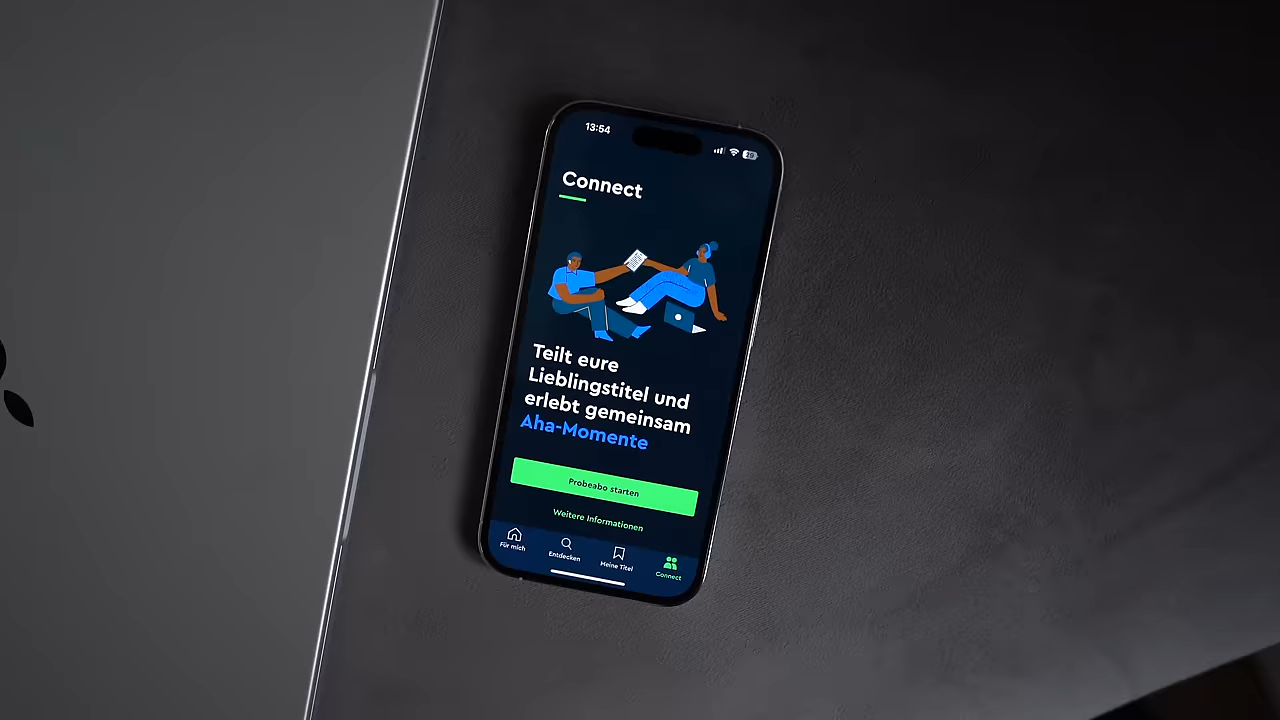 13:54
Connect
Teilt eure
Lieblingstitel und
erlebt gemeinsam
Aha-Momente
Probeabo starten
Weitere Informationen
Für mich
Entdecken
Meine Titel
Connect